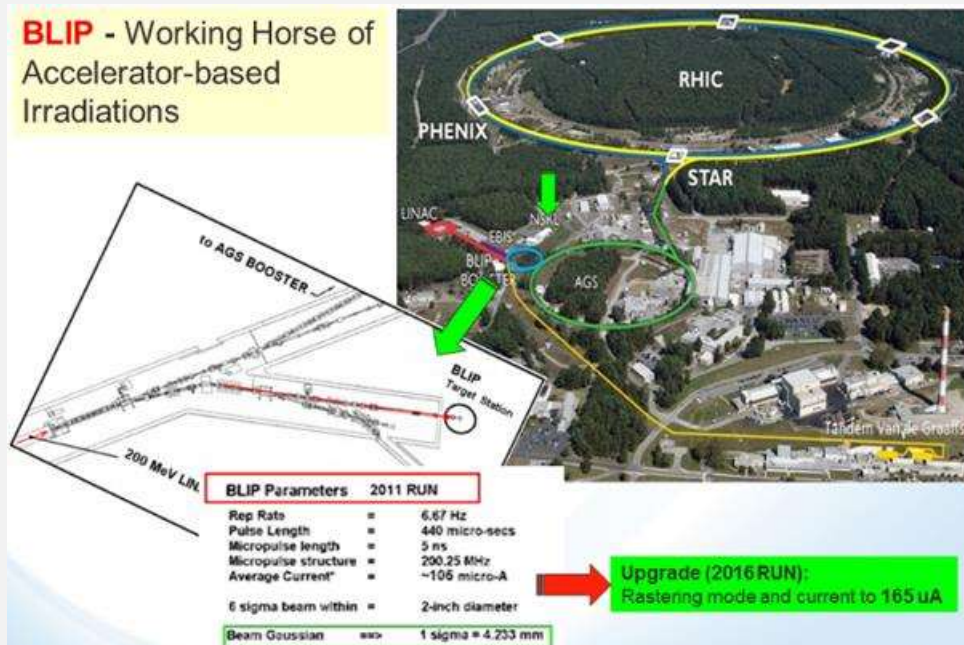 BLIP - Working Horse of
Accelerator-based
Irradiations
RHIC
PHENIX
STAR
LINAC
NSRL
EBIS
BLIP
BOOSTER
AGS
Tandem Van de Graaffs
to AGS BOOSTER
BLIP
Target Station
200 MeV LIN
BLIP Parameters 2011 RUN
Rep Rate = 6.67 Hz
Pulse Length = 440 micro-secs
Micropulse length = 5 ns
Micropulse structure = 200.25 MHz
Average Current* = ~105 micro-A
6 sigma beam within = 2-inch diameter
Beam Gaussian ==> 1 sigma = 4.233 mm
Upgrade (2016 RUN):
Rastering mode and current to 165 uA